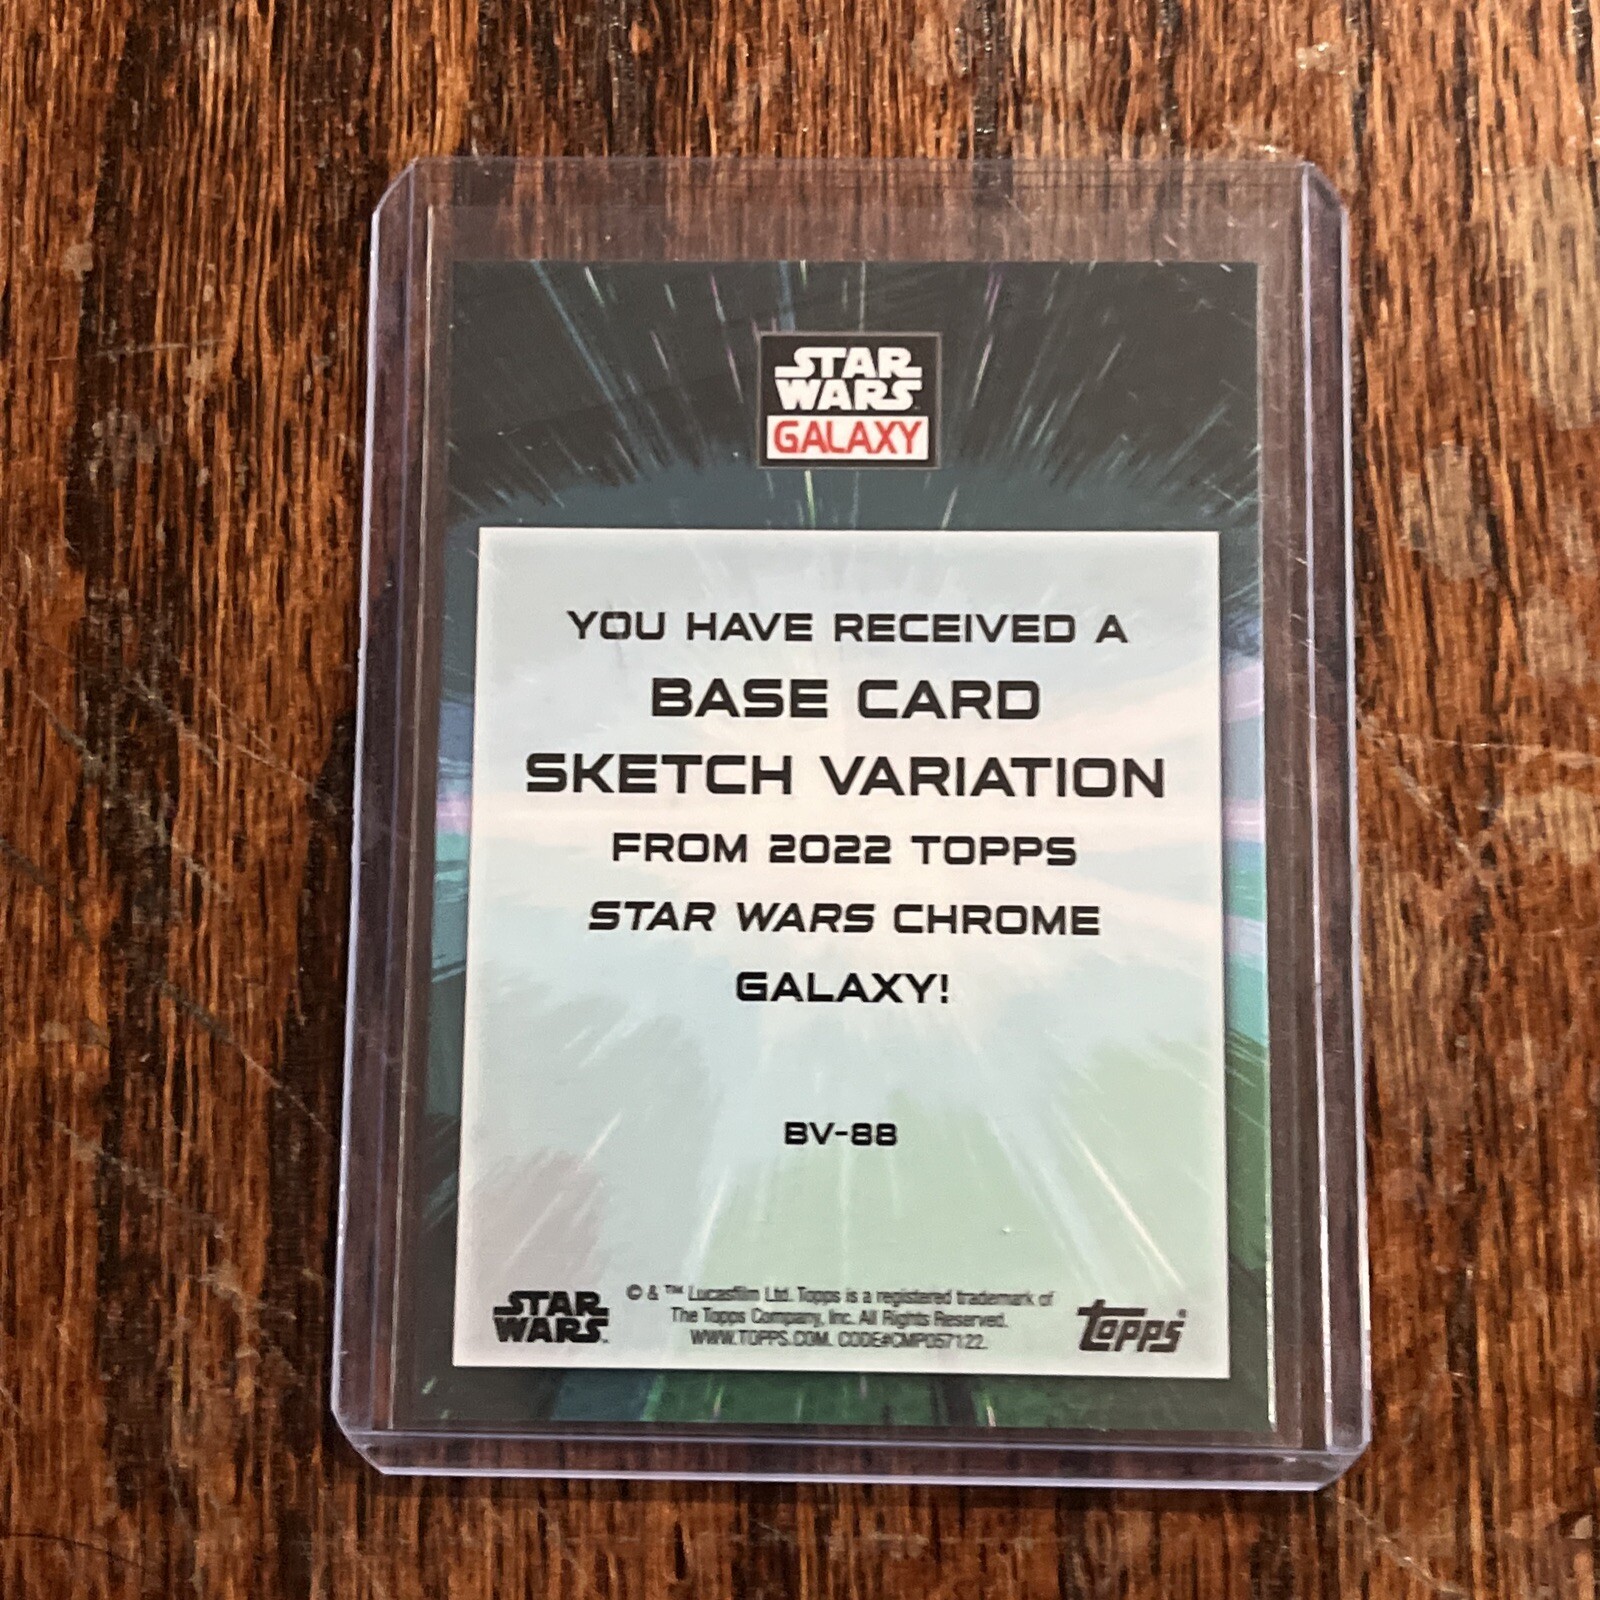 STAR
WARS
GALAXY
YOU HAVE RECEIVED A
BASE CARD
SKETCH VARIATION
FROM 2022 TOPPS
STAR WARS CHROME
GALAXY!
BV-88
STAR
WARS™
© & ™ Lucasfilm Ltd. Topps is a registered trademark of
The Topps Company, Inc. All Rights Reserved.
WWW.TOPPS.COM. CODE#CMP057122.
topps®